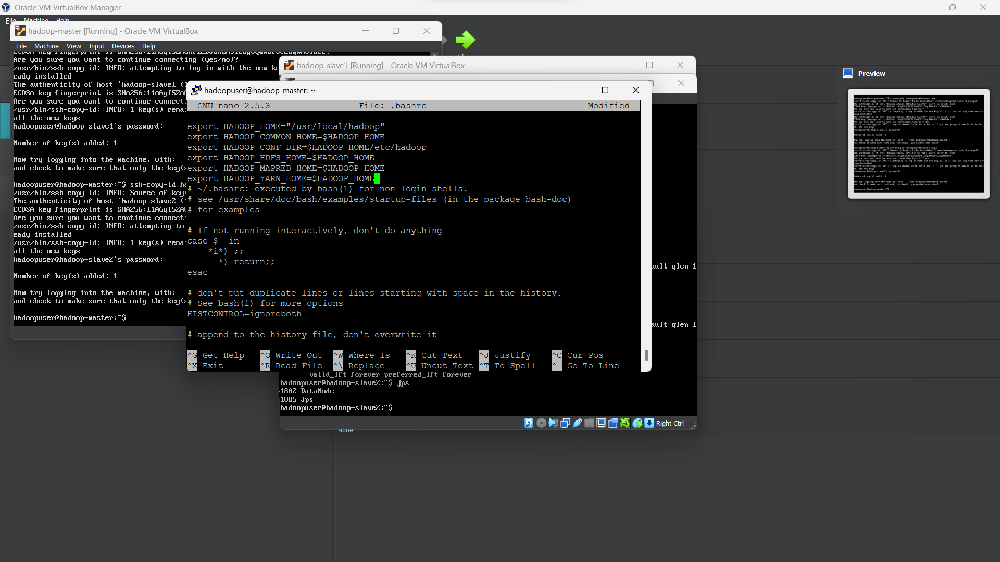 Oracle VM VirtualBox Manager
File Machine Help
hadoop-master [Running] - Oracle VM VirtualBox
File Machine View Input Devices Help
Are you sure you want to continue connecting (yes/no)?
/usr/bin/ssh-copy-id: INFO: attempting to log in with the new ke
eady installed
The authenticity of host 'hadoop-slave1 (1
ECDSA key fingerprint is SHA256:11A6yI5ZA
Are you sure you want to continue connect
/usr/bin/ssh-copy-id: INFO: 1 key(s) remai
all the new keys
hadoopuser@hadoop-slave1's password:
Number of key(s) added: 1
Now try logging into the machine, with:
and check to make sure that only the key(s
hadoopuser@hadoop-master:~$ ssh-copy-id ha
/usr/bin/ssh-copy-id: INFO: Source of key(
The authenticity of host 'hadoop-slave2 (1
ECDSA key fingerprint is SHA256:11A6yI5ZA
Are you sure you want to continue connect
/usr/bin/ssh-copy-id: INFO: attempting to
eady installed
/usr/bin/ssh-copy-id: INFO: 1 key(s) remai
all the new keys
hadoopuser@hadoop-slave2's password:
Number of key(s) added: 1
Now try logging into the machine, with:
and check to make sure that only the key(s
hadoopuser@hadoop-master:~$
hadoop-slave1 [Running] - Oracle VM VirtualBox
hadoopuser@hadoop-master: ~
GNU nano 2.5.3 File: .bashrc Modified
export HADOOP_HOME="/usr/local/hadoop"
export HADOOP_COMMON_HOME=$HADOOP_HOME
export HADOOP_CONF_DIR=$HADOOP_HOME/etc/hadoop
export HADOOP_HDFS_HOME=$HADOOP_HOME
export HADOOP_MAPRED_HOME=$HADOOP_HOME
export HADOOP_YARN_HOME=$HADOOP_HOME
# ~/.bashrc: executed by bash(1) for non-login shells.
# see /usr/share/doc/bash/examples/startup-files (in the package bash-doc)
# for examples
# If not running interactively, don't do anything
case $- in
*i*) ;;
*) return;;
esac
# don't put duplicate lines or lines starting with space in the history.
# See bash(1) for more options
HISTCONTROL=ignoreboth
# append to the history file, don't overwrite it
^G Get Help ^O Write Out ^W Where Is ^K Cut Text ^J Justify ^C Cur Pos
^X Exit ^R Read File ^\ Replace ^U Uncut Text ^T To Spell ^_ Go To Line
ault qlen 1
ault qlen 1
valid_lft forever preferred_lft forever
hadoopuser@hadoop-slave2:~$ jps
1802 DataNode
1885 Jps
hadoopuser@hadoop-slave2:~$
Right Ctrl
None
Preview